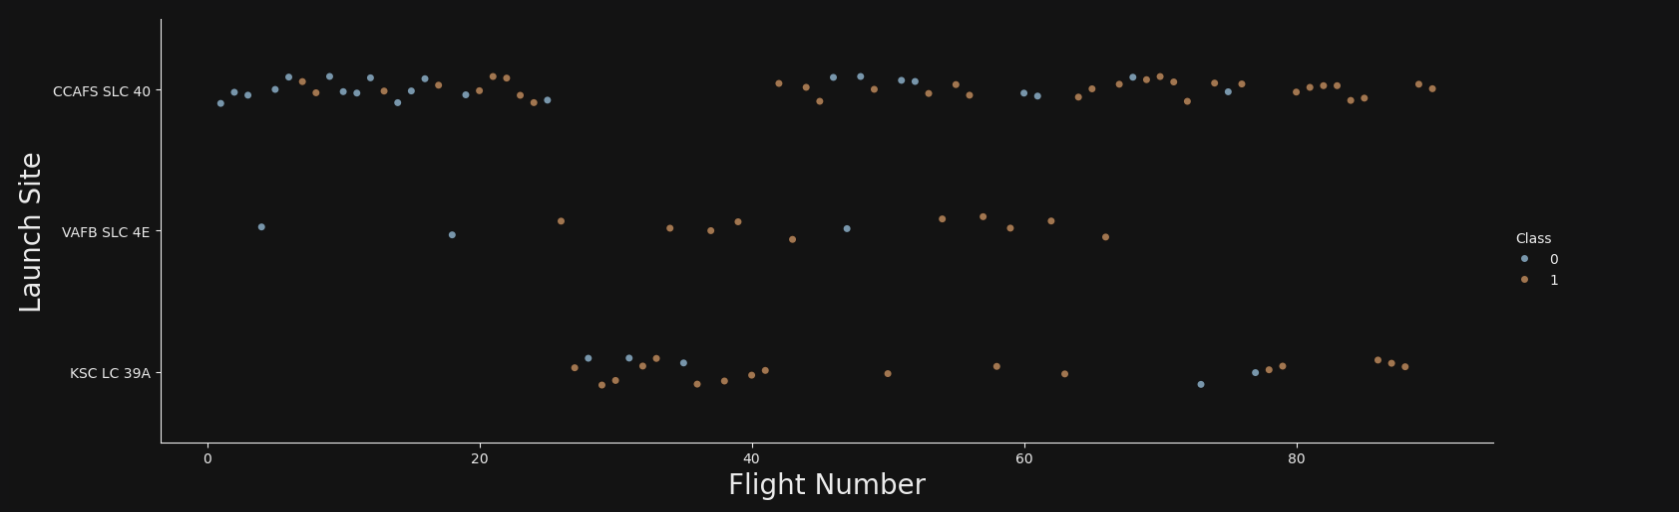 Launch Site
CCAFS SLC 40
VAFB SLC 4E
KSC LC 39A
0 20 40 60 80
Flight Number
Class
0
1